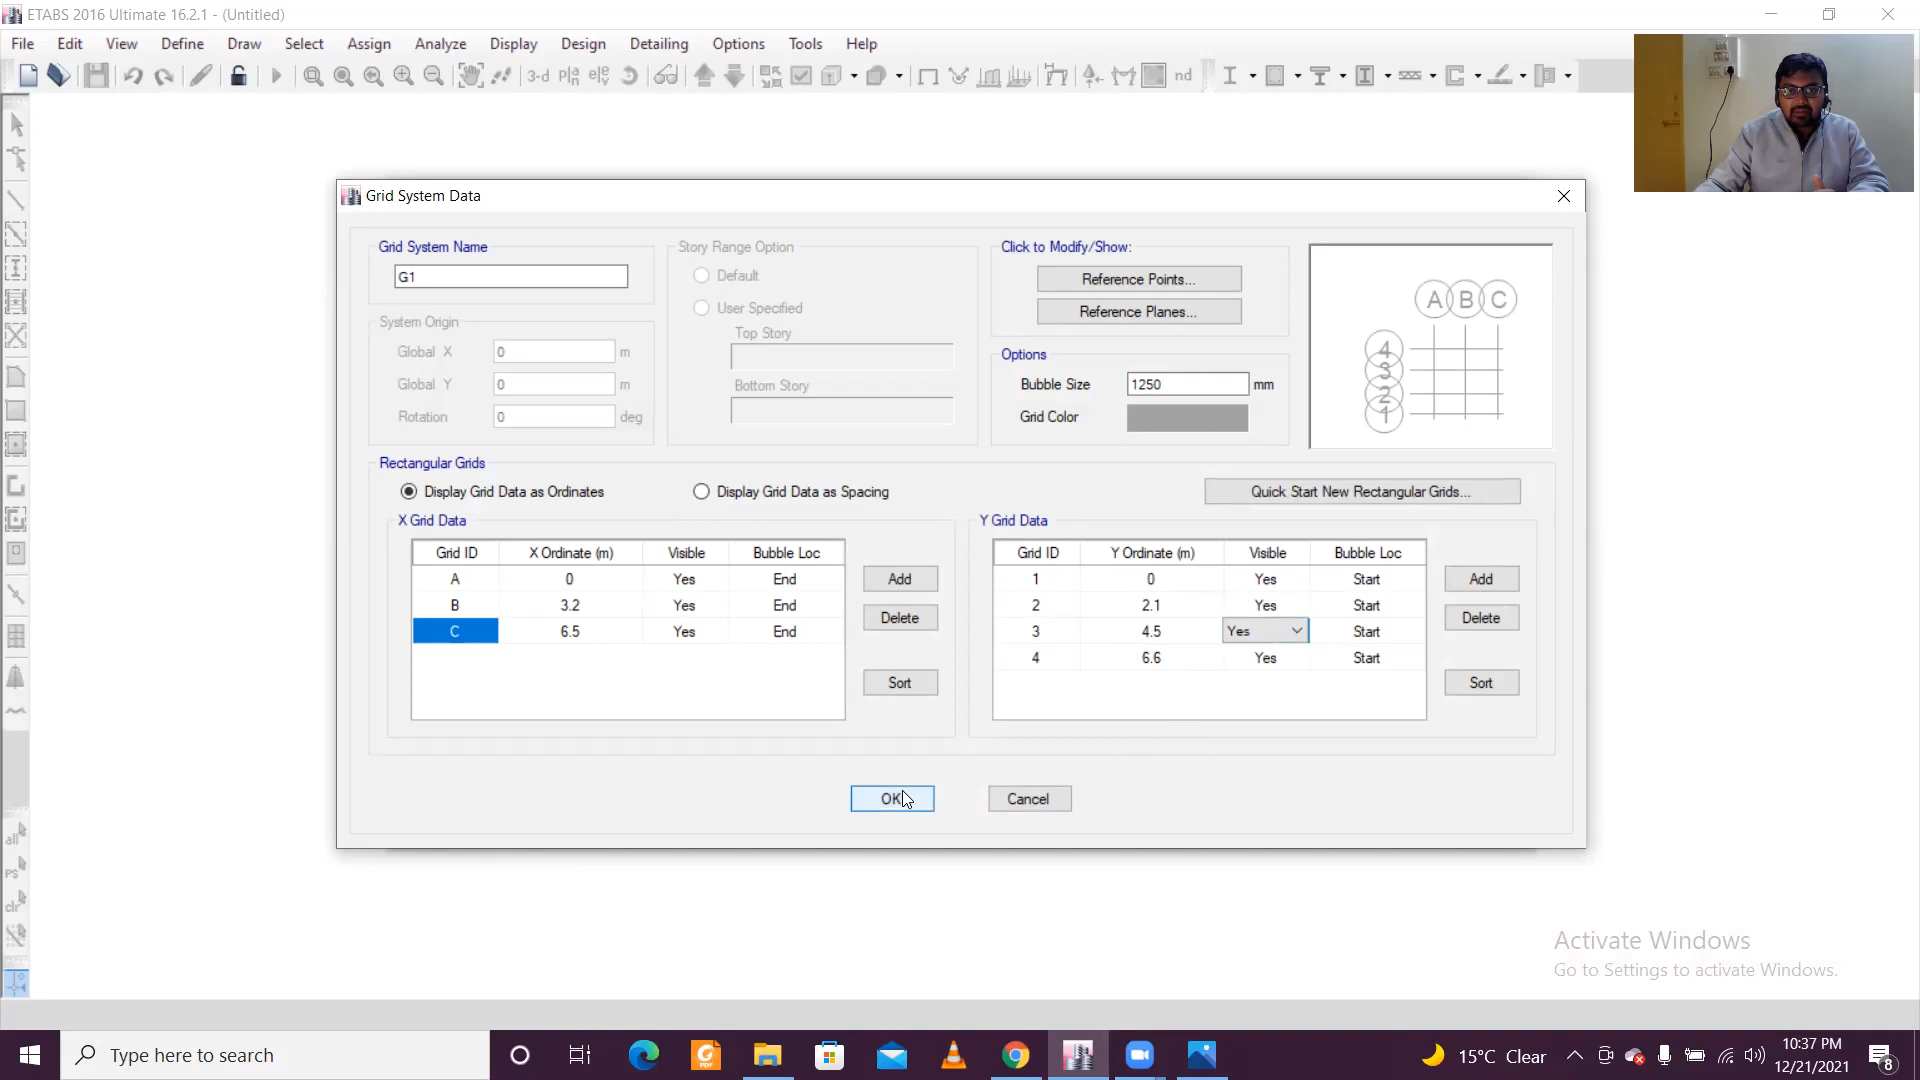 ETABS 2016 Ultimate 16.2.1 - (Untitled)
File Edit View Define Draw Select Assign Analyze Display Design Detailing Options Tools Help
3-d nd
Grid System Data
Grid System Name
G1
System Origin
Global X 0 m
Global Y 0 m
Rotation 0 deg
Story Range Option
Default
User Specified
Top Story
Bottom Story
Click to Modify/Show:
Reference Points...
Reference Planes...
Options
Bubble Size 1250 mm
Grid Color
A B C
4
3
2
1
Rectangular Grids
Display Grid Data as Ordinates Display Grid Data as Spacing Quick Start New Rectangular Grids...
X Grid Data
Grid ID X Ordinate (m) Visible Bubble Loc
A 0 Yes End
B 3.2 Yes End
C 6.5 Yes End
Add
Delete
Sort
Y Grid Data
Grid ID Y Ordinate (m) Visible Bubble Loc
1 0 Yes Start
2 2.1 Yes Start
3 4.5 Yes Start
4 6.6 Yes Start
Add
Delete
Sort
OK Cancel
all
PS
clr
Activate Windows
Go to Settings to activate Windows.
Type here to search
PDF
15°C Clear
10:37 PM
12/21/2021
8